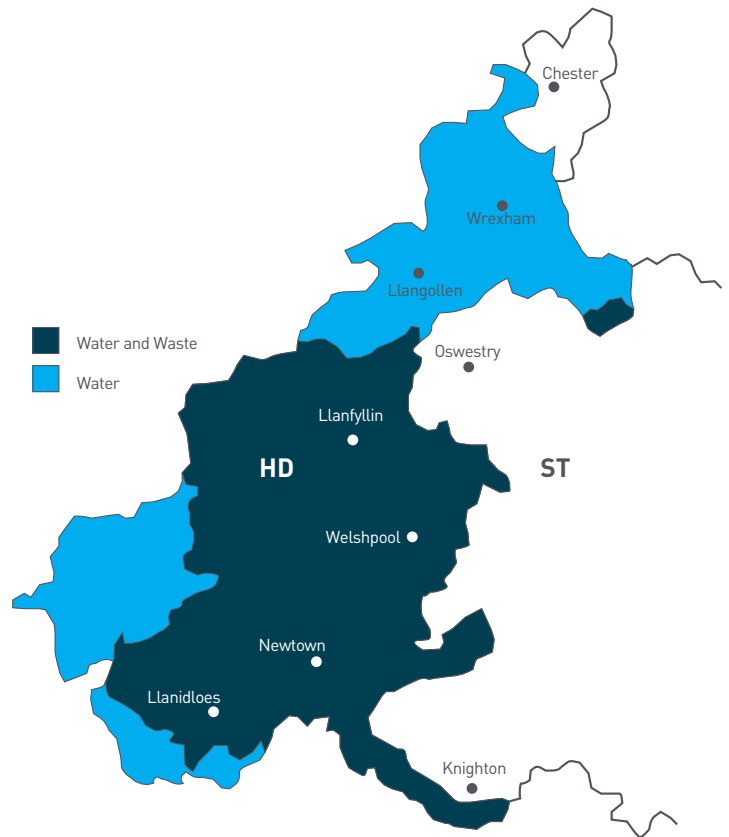 Chester
Wrexham
Llangollen
Water and Waste
Oswestry
Water
Llanfyllin
HD
ST
Welshpool
Newtown
Llanidloes
Knighton